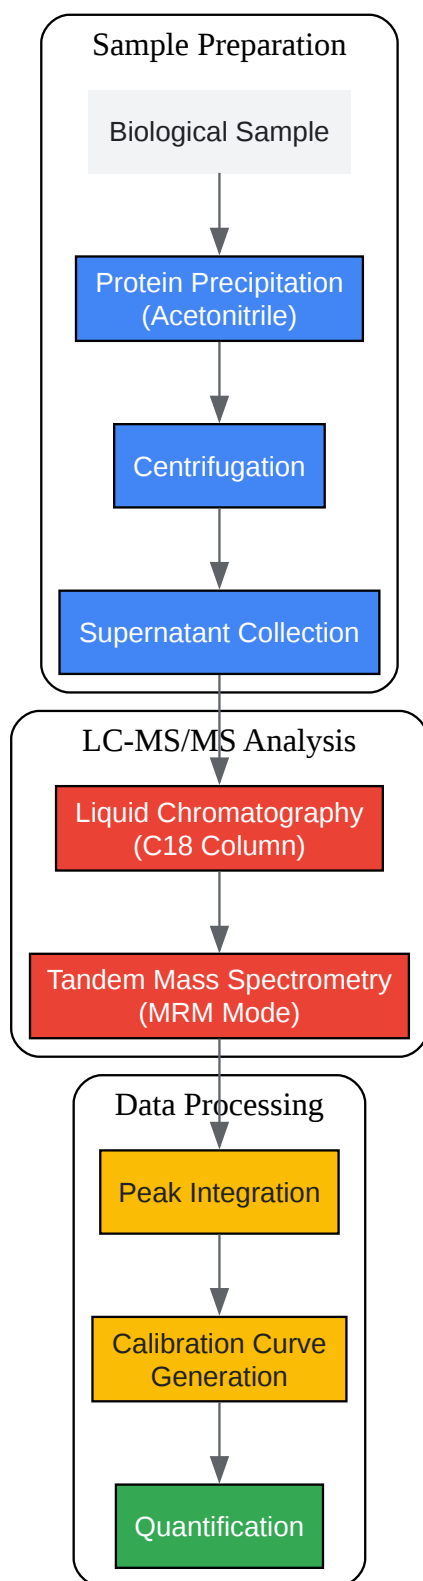 Sample Preparation
Biological Sample
Protein Precipitation
(Acetonitrile)
Centrifugation
Supernatant Collection
LC-MS/MS Analysis
Liquid Chromatography
(C18 Column)
Tandem Mass Spectrometry
(MRM Mode)
Data Processing
Peak Integration
Calibration Curve
Generation
Quantification